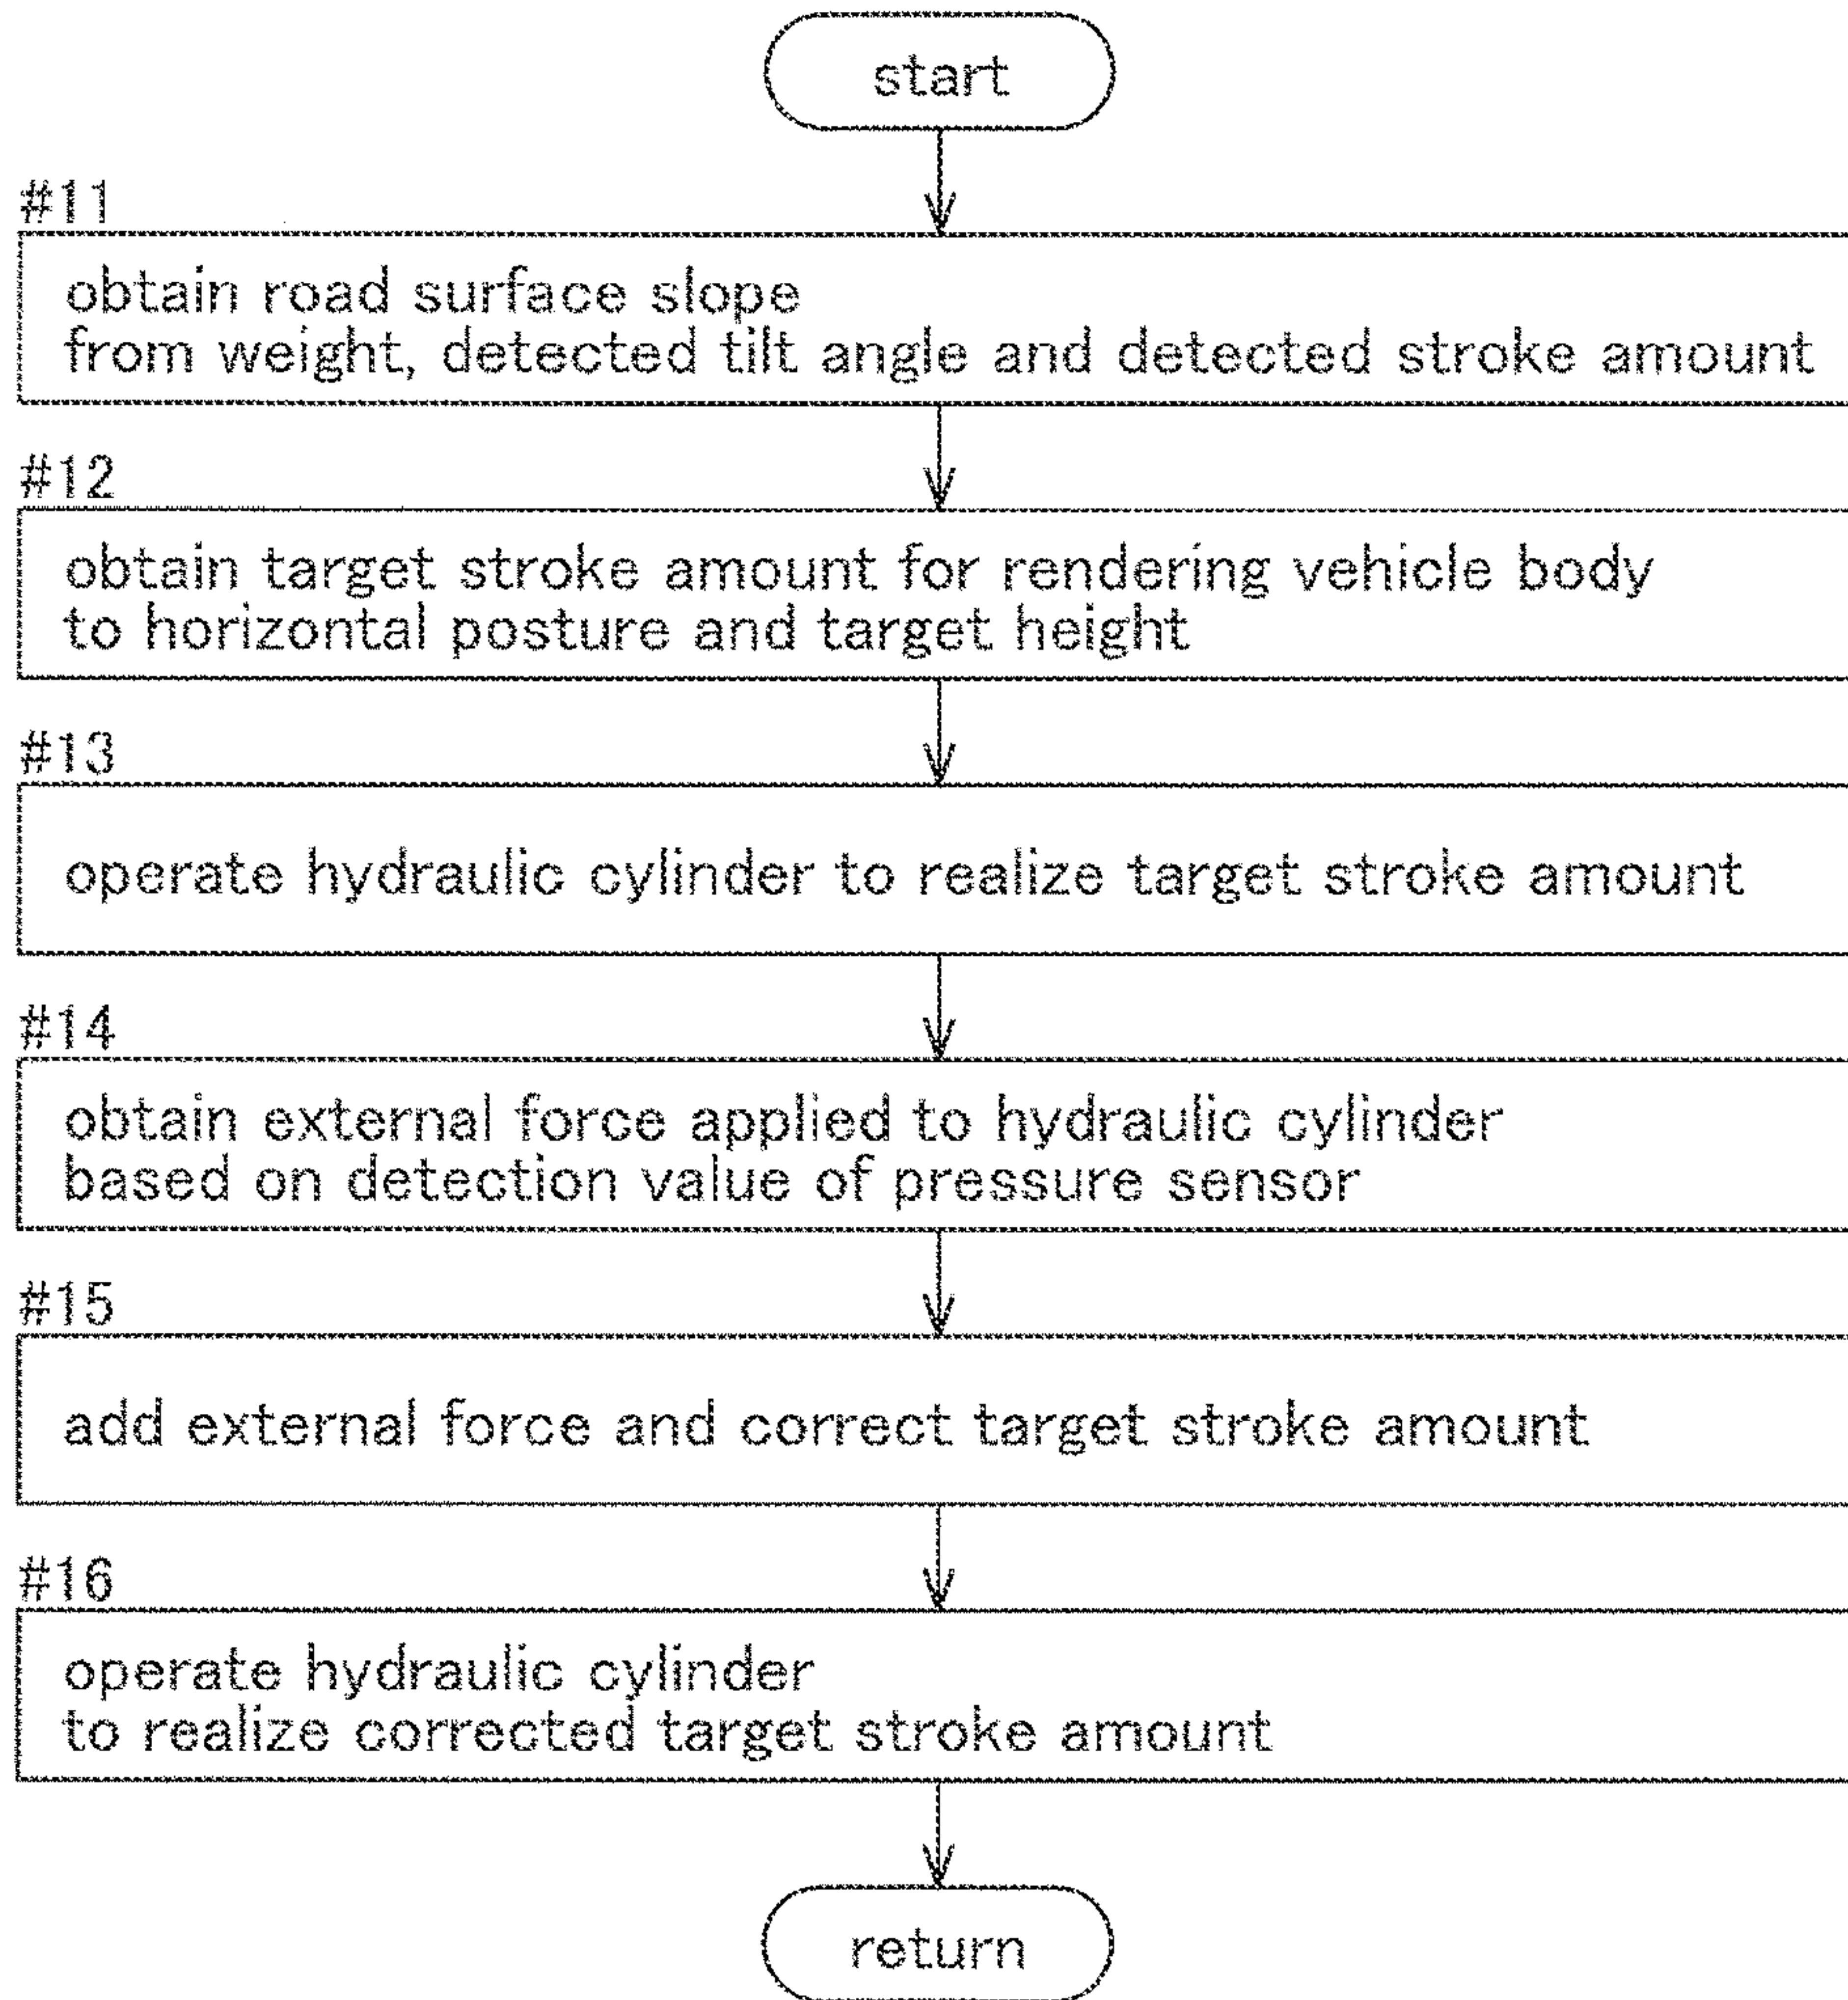 start
#11
obtain road surface slope
from weight, detected tilt angle and detected stroke amount
#12
obtain target stroke amount for rendering vehicle body
to horizontal posture and target height
#13
operate hydraulic cylinder to realize target stroke amount
#14
obtain external force applied to hydraulic cylinder
based on detection value of pressure sensor
#15
add external force and correct target stroke amount
#16
operate hydraulic cylinder
to realize corrected target stroke amount
return